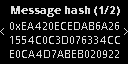 Message hash (1/2)
0xEA420ECEDAB6A26
1554C0C3D076334CC
E0CA4D7ABEB020922